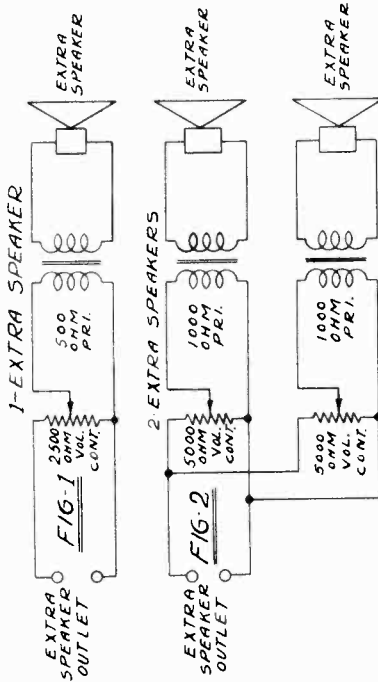 1-EXTRA SPEAKER
EXTRA
SPEAKER
OUTLET
FIG-1
2500
OHM
VOL.
CONT.
500
OHM
PRI.
EXTRA
SPEAKER
2 EXTRA SPEAKERS
EXTRA
SPEAKER
OUTLET
FIG-2
5000
OHM
VOL.
CONT.
1000
OHM
PRI.
EXTRA
SPEAKER
5000
OHM
VOL.
CONT.
1000
OHM
PRI.
EXTRA
SPEAKER